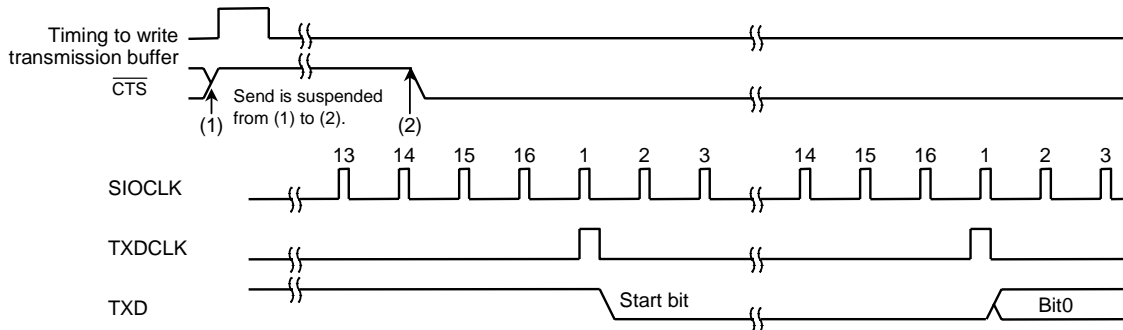 Timing to write
transmission buffer
CTS
Send is suspended
from (1) to (2).
(1)
(2)
13 14 15 16 1 2 3 14 15 16 1 2 3
SIOCLK
TXDCLK
TXD
Start bit
Bit0